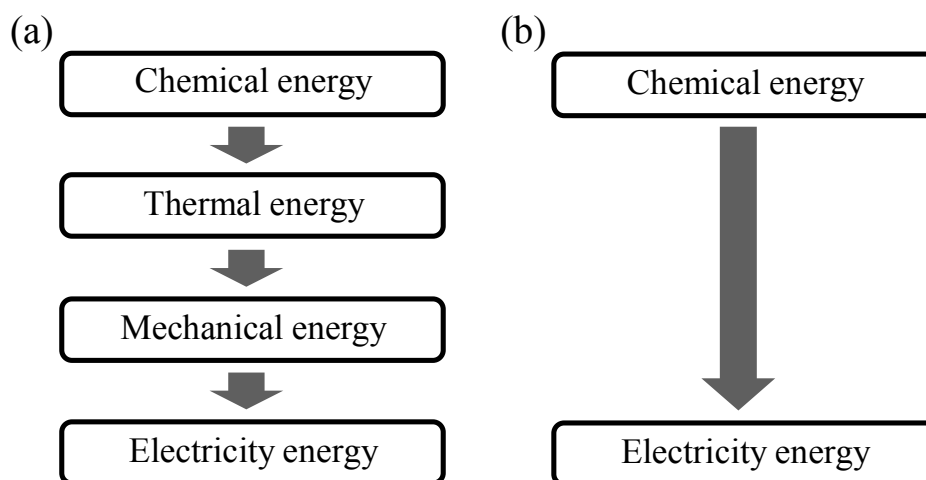 (a)
Chemical energy
Thermal energy
Mechanical energy
Electricity energy
(b)
Chemical energy
Electricity energy